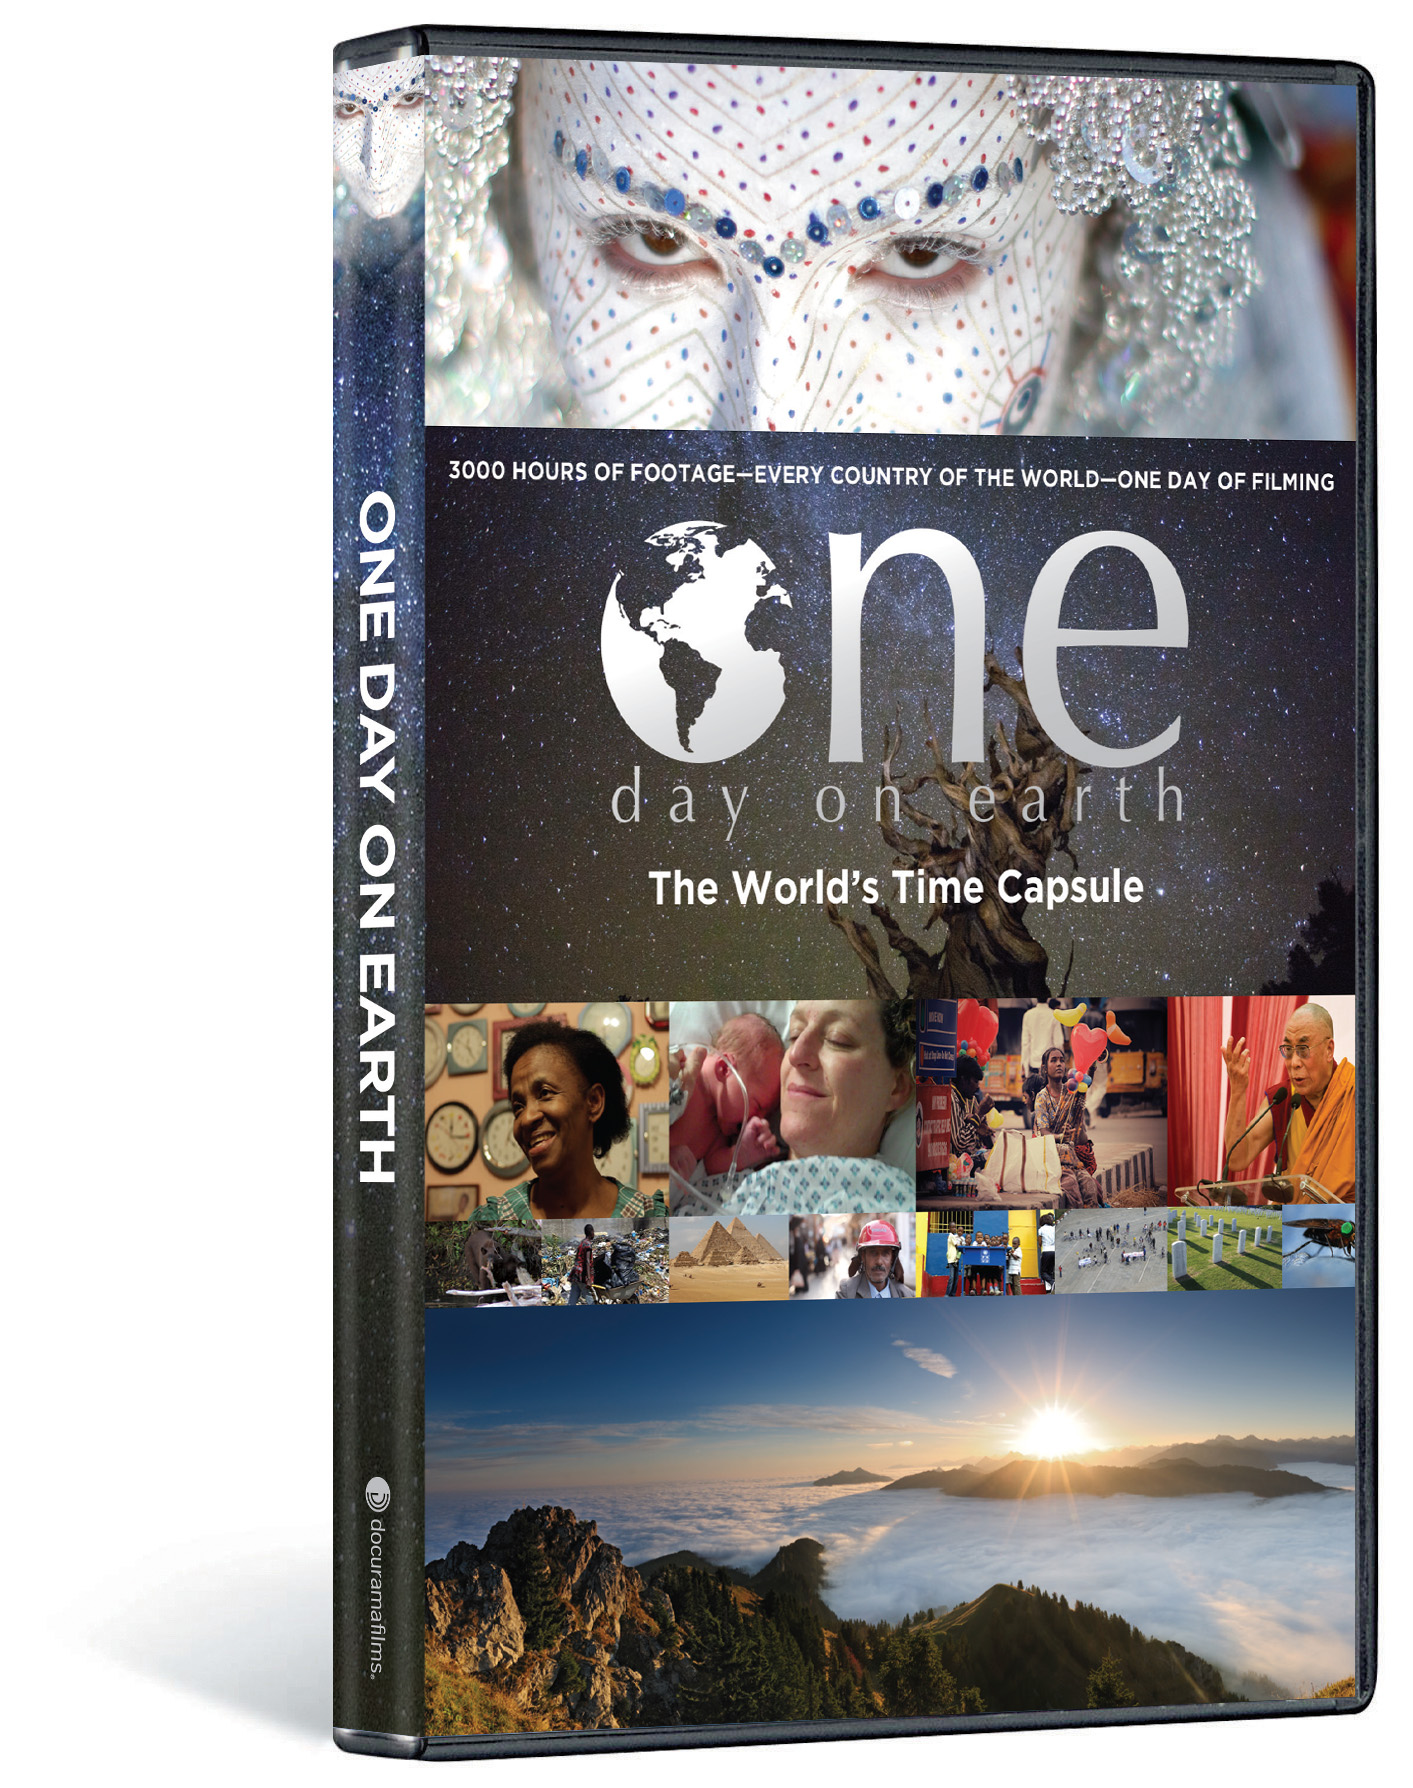 3000 HOURS OF FOOTAGE—EVERY COUNTRY OF THE WORLD—ONE DAY OF FILMING
one
day on earth
The World's Time Capsule
ONE DAY ON EARTH
docuramafilms®